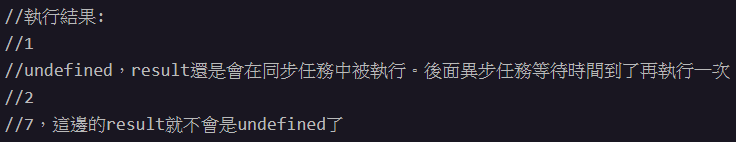 //執行結果:
//1
//undefined，result還是會在同步任務中被執行。後面異步任務等待時間到了再執行一次
//2
//7，這邊的result就不會是undefined了